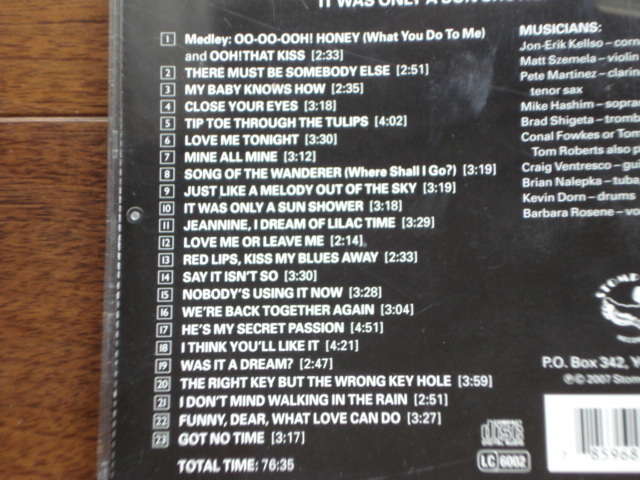 IT WAS ONLY A SUN SHOWER
1 Medley: OO-OO-OOH! HONEY (What You Do To Me)
and OOH!THAT KISS [2:33]
2 THERE MUST BE SOMEBODY ELSE [2:51]
3 MY BABY KNOWS HOW [2:35]
4 CLOSE YOUR EYES [3:18]
5 TIP TOE THROUGH THE TULIPS [4:02]
6 LOVE ME TONIGHT [3:30]
7 MINE ALL MINE [3:12]
8 SONG OF THE WANDERER (Where Shall I Go?) [3:19]
9 JUST LIKE A MELODY OUT OF THE SKY [3:19]
10 IT WAS ONLY A SUN SHOWER [3:18]
11 JEANNINE, I DREAM OF LILAC TIME [3:29]
12 LOVE ME OR LEAVE ME [2:14]
13 RED LIPS, KISS MY BLUES AWAY [2:33]
14 SAY IT ISN'T SO [3:30]
15 NOBODY'S USING IT NOW [3:28]
16 WE'RE BACK TOGETHER AGAIN [3:04]
17 HE'S MY SECRET PASSION [4:51]
18 I THINK YOU'LL LIKE IT [4:21]
19 WAS IT A DREAM? [2:47]
20 THE RIGHT KEY BUT THE WRONG KEY HOLE [3:59]
21 I DON'T MIND WALKING IN THE RAIN [2:51]
22 FUNNY, DEAR, WHAT LOVE CAN DO [3:27]
23 GOT NO TIME [3:17]
TOTAL TIME: 76:35
MUSICIANS:
Jon-Erik Kellso – corn
Matt Szemela – violin
Pete Martinez – clarin
tenor sax
Mike Hashim – sopra
Brad Shigeta – tromb
Conal Fowkes or Tom
Tom Roberts also p
Craig Ventresco – gui
Brian Nalepka – tuba
Kevin Dorn – drums
Barbara Rosene – vo
STOMP
P.O. Box 342, Y
℗© 2007 Stom
COMPACT disc
DIGITAL AUDIO
LC 6002
7 85968